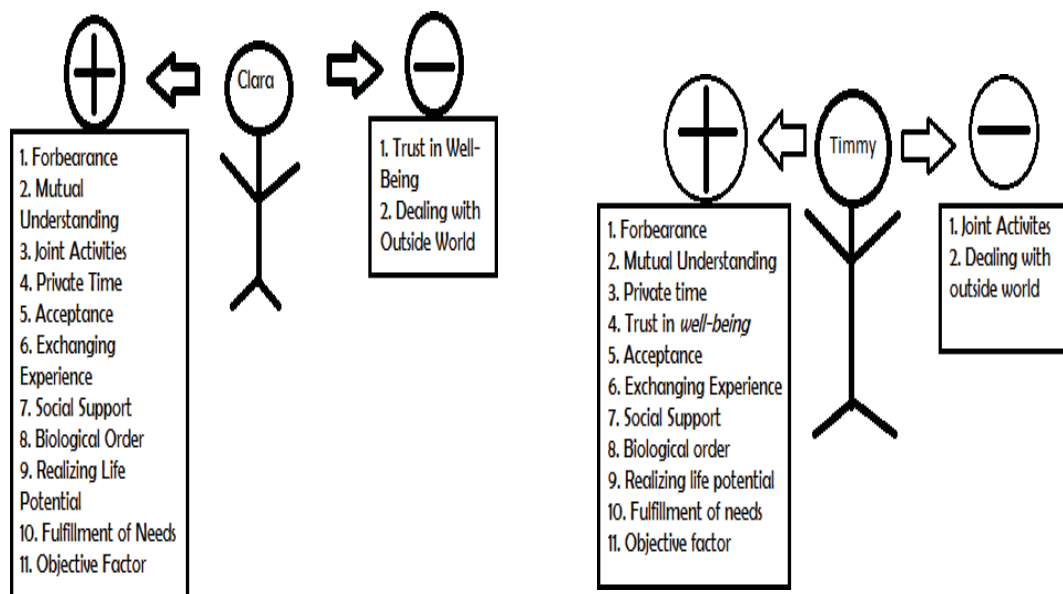 Clara
1. Forbearance
2. Mutual
Understanding
3. Joint Activities
4. Private Time
5. Acceptance
6. Exchanging
Experience
7. Social Support
8. Biological Order
9. Realizing Life
Potential
10. Fulfillment of Needs
11. Objective Factor
1. Trust in Well-
Being
2. Dealing with
Outside World
Timmy
1. Forbearance
2. Mutual Understanding
3. Private time
4. Trust in well-being
5. Acceptance
6. Exchanging Experience
7. Social Support
8. Biological order
9. Realizing life potential
10. Fulfillment of needs
11. Objective factor
1. Joint Activites
2. Dealing with
outside world